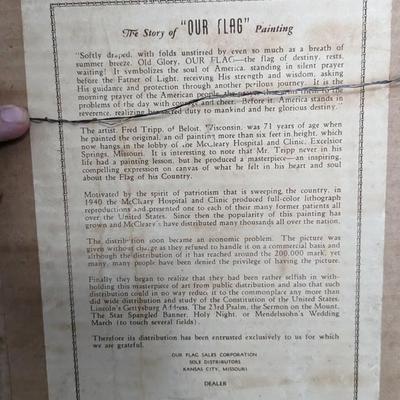 The Story of "OUR FLAG" Painting
"Softly draped, with folds unstirred by even so much as a breath of
summer breeze, Old Glory, OUR FLAG—the flag of destiny, rests,
waiting! It symbolizes the soul of America, standing in silent prayer
before the Father of Light, receiving His strength and wisdom, asking
His guidance and protection through another perilous journey. It is the
morning prayer of the American people, the prayer them to the
problems of the day with courage and cheer. Before it, America stands in
reverence, realizing her sacred duty to mankind and her glorious destiny."
The artist, Fred Tripp, of Beloit, Wisconsin, was 71 years of age when
he painted the original, an oil painting more than six feet in height, which
now hangs in the lobby of the McCleary Hospital and Clinic, Excelsior
Springs, Missouri. It is interesting to note that Mr. Tripp never in his
life had a painting lesson, but he produced a masterpiece—an inspiring,
compelling expression on canvas of what he felt in his heart and soul
about the Flag of his Country.
Motivated by the spirit of patriotism that is sweeping the country, in
1940 the McCleary Hospital and Clinic produced full-color lithograph
reproductions and presented one to each of their many former patients all
over the United States. Since then the popularity of this painting has
grown and McCleary's have distributed many thousands all over the nation.
The distribution soon became an economic problem. The picture was
given without charge as they refused to handle it on a commercial basis and
although the distribution of it has reached around the 200,000 mark, yet
many, many people have been denied the privilege of having the picture.
Finally they began to realize that they had been rather selfish in with-
holding this masterpiece of art from public distribution and also that such
distribution could in no way reduce it to the commonplace any more than
did wide distribution and study of the Constitution of the United States,
Lincoln's Gettysburg Address, The 23rd Psalm, the Sermon on the Mount,
The Star Spangled Banner, Holy Night, or Mendelssohn's Wedding
March (to touch several fields).
Therefore its distribution has been entrusted exclusively to us for which
we are grateful.
OUR FLAG SALES CORPORATION
SOLE DISTRIBUTORS
KANSAS CITY, MISSOURI
DEALER